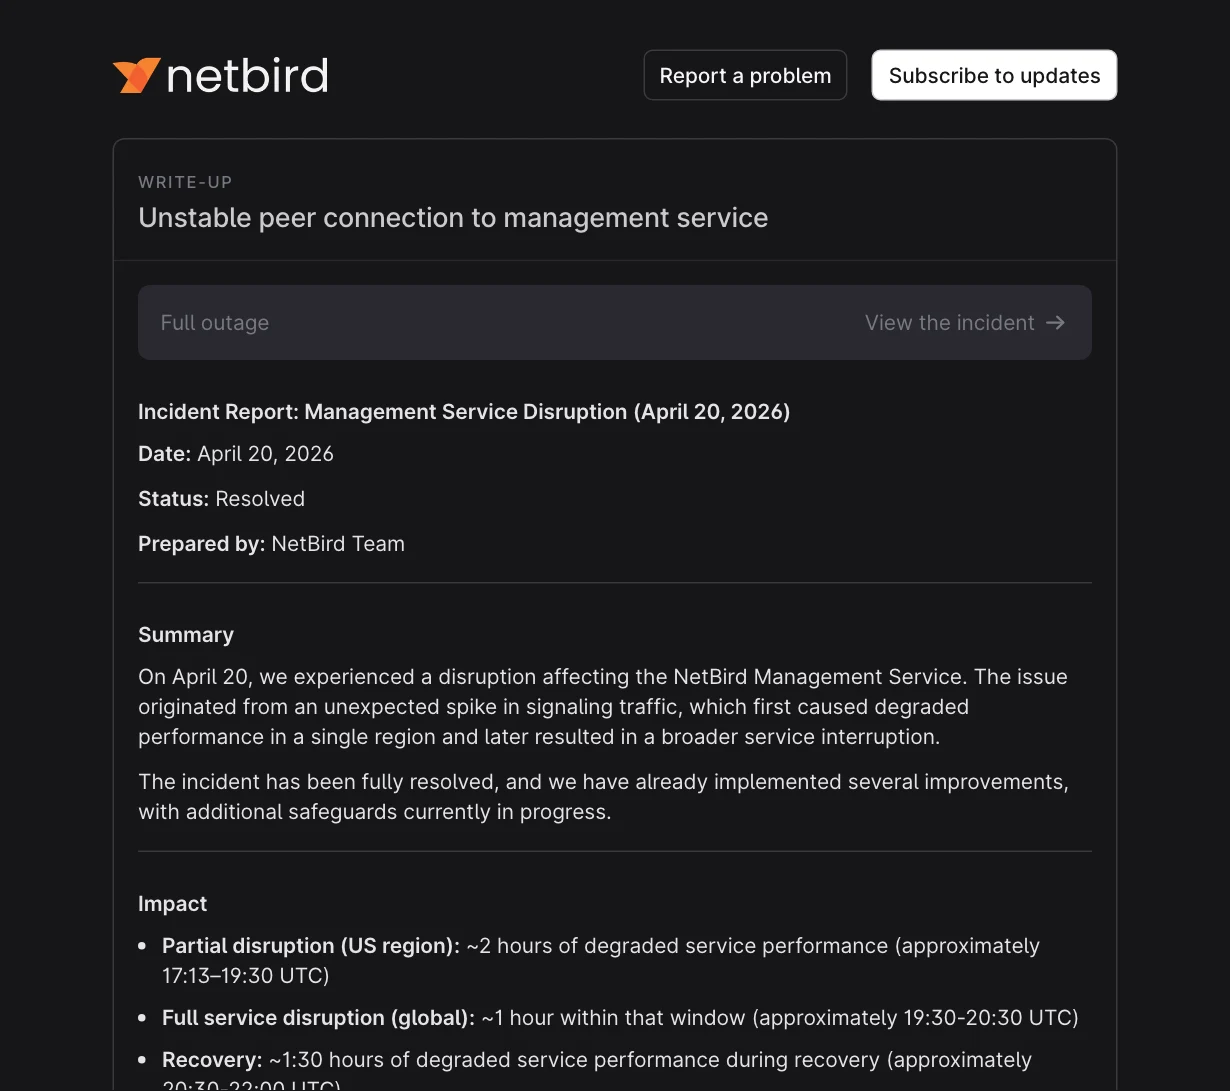 netbird
Report a problem
Subscribe to updates
WRITE-UP
Unstable peer connection to management service
Full outage
View the incident →
Incident Report: Management Service Disruption (April 20, 2026)
Date: April 20, 2026
Status: Resolved
Prepared by: NetBird Team
Summary
On April 20, we experienced a disruption affecting the NetBird Management Service. The issue
originated from an unexpected spike in signaling traffic, which first caused degraded
performance in a single region and later resulted in a broader service interruption.
The incident has been fully resolved, and we have already implemented several improvements,
with additional safeguards currently in progress.
Impact
• Partial disruption (US region): ~2 hours of degraded service performance (approximately
17:13–19:30 UTC)
• Full service disruption (global): ~1 hour within that window (approximately 19:30-20:30 UTC)
• Recovery: ~1:30 hours of degraded service performance during recovery (approximately
20:30-22:00 UTC)